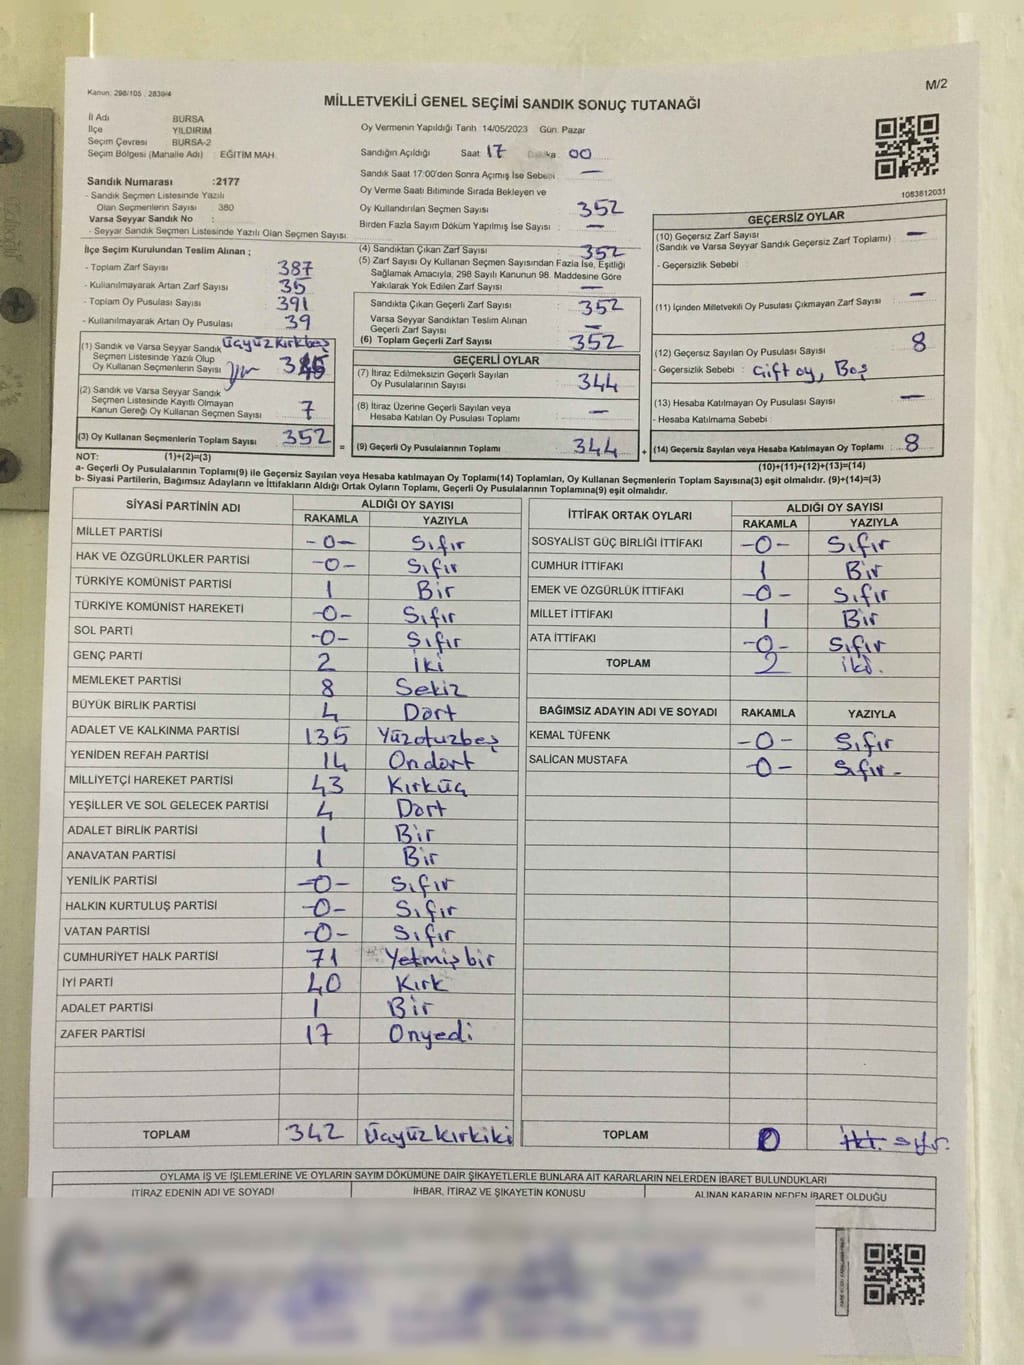 Kanun: 298/105 , 2839/4
M/2
MİLLETVEKİLİ GENEL SEÇİMİ SANDIK SONUÇ TUTANAĞI
İl Adı BURSA
İlçe YILDIRIM
Seçim Çevresi BURSA-2
Seçim Bölgesi (Mahalle Adı) : EĞİTİM MAH.
Sandık Numarası :2177
- Sandık Seçmen Listesinde Yazılı
Olan Seçmenlerin Sayısı : 380
Varsa Seyyar Sandık No :
- Seyyar Sandık Seçmen Listesinde Yazılı Olan Seçmen Sayısı:
Oy Vermenin Yapıldığı Tarih 14/05/2023 Gün: Pazar
Sandığın Açıldığı Saat 17 Dakika: 00
Sandık Saat 17:00'den Sonra Açımış İse Sebebi —
Oy Verme Saati Bitiminde Sırada Bekleyen ve
Oy Kullandırılan Seçmen Sayısı 352
Birden Fazla Sayım Döküm Yapılmış İse Sayısı —
1083812031
İlçe Seçim Kurulundan Teslim Alınan ;
- Toplam Zarf Sayısı 387
- Kullanılmayarak Artan Zarf Sayısı 35
- Toplam Oy Pusulası Sayısı 391
- Kullanılmayarak Artan Oy Pusulası 39
(1) Sandık ve Varsa Seyyar Sandık Üçyüzkırkbeş
Seçmen Listesinde Yazılı Olup
Oy Kullanan Seçmenlerin Sayısı 345
(2) Sandık ve Varsa Seyyar Sandık
Seçmen Listesinde Kayıtlı Olmayan
Kanun Gereği Oy Kullanan Seçmen Sayısı 7
(3) Oy Kullanan Seçmenlerin Toplam Sayısı 352 =
(4) Sandıktan Çıkan Zarf Sayısı 352
(5) Zarf Sayısı Oy Kullanan Seçmen Sayısından Fazla İse, Eşitliği
Sağlamak Amacıyla, 298 Sayılı Kanunun 98. Maddesine Göre
Yakılarak Yok Edilen Zarf Sayısı —
Sandıkta Çıkan Geçerli Zarf Sayısı 352
Varsa Seyyar Sandıktan Teslim Alınan
Geçerli Zarf Sayısı —
(6) Toplam Geçerli Zarf Sayısı 352
GEÇERLİ OYLAR
(7) İtiraz Edilmeksizin Geçerli Sayılan
Oy Pusulalarının Sayısı 344
(8) İtiraz Üzerine Geçerli Sayılan veya
Hesaba Katılan Oy Pusulası Toplamı —
(9) Geçerli Oy Pusulalarının Toplamı 344 +
GEÇERSİZ OYLAR
(10) Geçersiz Zarf Sayısı —
(Sandık ve Varsa Seyyar Sandık Geçersiz Zarf Toplamı)
- Geçersizlik Sebebi :
(11) İçinden Milletvekili Oy Pusulası Çıkmayan Zarf Sayısı —
(12) Geçersiz Sayılan Oy Pusulası Sayısı 8
- Geçersizlik Sebebi : Çift oy, Boş
(13) Hesaba Katılmayan Oy Pusulası Sayısı —
- Hesaba Katılmama Sebebi :
(14) Geçersiz Sayılan veya Hesaba Katılmayan Oy Toplamı 8
NOT: (1)+(2)=(3)
(10)+(11)+(12)+(13)=(14)
a- Geçerli Oy Pusulalarının Toplamı(9) ile Geçersiz Sayılan veya Hesaba katılmayan Oy Toplamı(14) Toplamları, Oy Kullanan Seçmenlerin Toplam Sayısına(3) eşit olmalıdır. (9)+(14)=(3)
b- Siyasi Partilerin, Bağımsız Adayların ve İttifakların Aldığı Ortak Oyların Toplamı, Geçerli Oy Pusulalarının Toplamına(9) eşit olmalıdır.
SİYASİ PARTİNİN ADI ALDIĞI OY SAYISI
RAKAMLA YAZIYLA
MİLLET PARTİSİ -0- Sıfır
HAK VE ÖZGÜRLÜKLER PARTİSİ -0- Sıfır
TÜRKİYE KOMÜNİST PARTİSİ 1 Bir
TÜRKİYE KOMÜNİST HAREKETİ -0- Sıfır
SOL PARTİ -0- Sıfır
GENÇ PARTİ 2 iki
MEMLEKET PARTİSİ 8 Sekiz
BÜYÜK BİRLİK PARTİSİ 4 Dört
ADALET VE KALKINMA PARTİSİ 135 Yüzotuzbeş
YENİDEN REFAH PARTİSİ 14 Ondört
MİLLİYETÇİ HAREKET PARTİSİ 43 Kırküç
YEŞİLLER VE SOL GELECEK PARTİSİ 4 Dört
ADALET BİRLİK PARTİSİ 1 Bir
ANAVATAN PARTİSİ 1 Bir
YENİLİK PARTİSİ -0- Sıfır
HALKIN KURTULUŞ PARTİSİ -0- Sıfır
VATAN PARTİSİ -0- Sıfır
CUMHURİYET HALK PARTİSİ 71 Yetmişbir
İYİ PARTİ 40 Kırk
ADALET PARTİSİ 1 Bir
ZAFER PARTİSİ 17 Onyedi
TOPLAM 342 Üçyüzkırkiki
İTTİFAK ORTAK OYLARI ALDIĞI OY SAYISI
RAKAMLA YAZIYLA
SOSYALİST GÜÇ BİRLİĞİ İTTİFAKI -0- Sıfır
CUMHUR İTTİFAKI 1 Bir
EMEK VE ÖZGÜRLÜK İTTİFAKI -0- Sıfır
MİLLET İTTİFAKI 1 Bir
ATA İTTİFAKI -0- Sıfır
TOPLAM 2 iki.
BAĞIMSIZ ADAYIN ADI VE SOYADI RAKAMLA YAZIYLA
KEMAL TÜFENK -0- Sıfır
SALİCAN MUSTAFA -0- Sıfır-
TOPLAM 0
OYLAMA İŞ VE İŞLEMLERİNE VE OYLARIN SAYIM DÖKÜMÜNE DAİR ŞİKAYETLERLE BUNLARA AİT KARARLARIN NELERDEN İBARET BULUNDUKLARI
İTİRAZ EDENİN ADI VE SOYADI İHBAR, İTİRAZ VE ŞİKAYETİN KONUSU ALINAN KARARIN NEDEN İBARET OLDUĞU